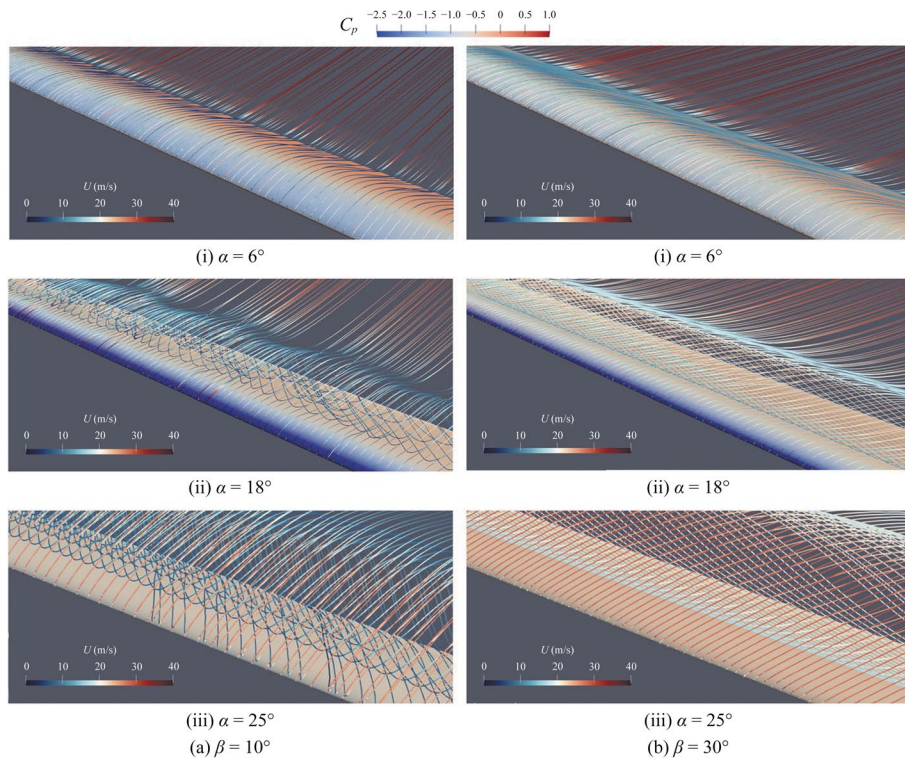 Cp −2.5 −2.0 −1.5 −1.0 −0.5 0 0.5 1.0
U (m/s)
0 10 20 30 40
U (m/s)
0 10 20 30 40
(i) α = 6°
(i) α = 6°
U (m/s)
0 10 20 30 40
U (m/s)
0 10 20 30 40
(ii) α = 18°
(ii) α = 18°
U (m/s)
0 10 20 30 40
U (m/s)
0 10 20 30 40
(iii) α = 25°
(iii) α = 25°
(a) β = 10°
(b) β = 30°